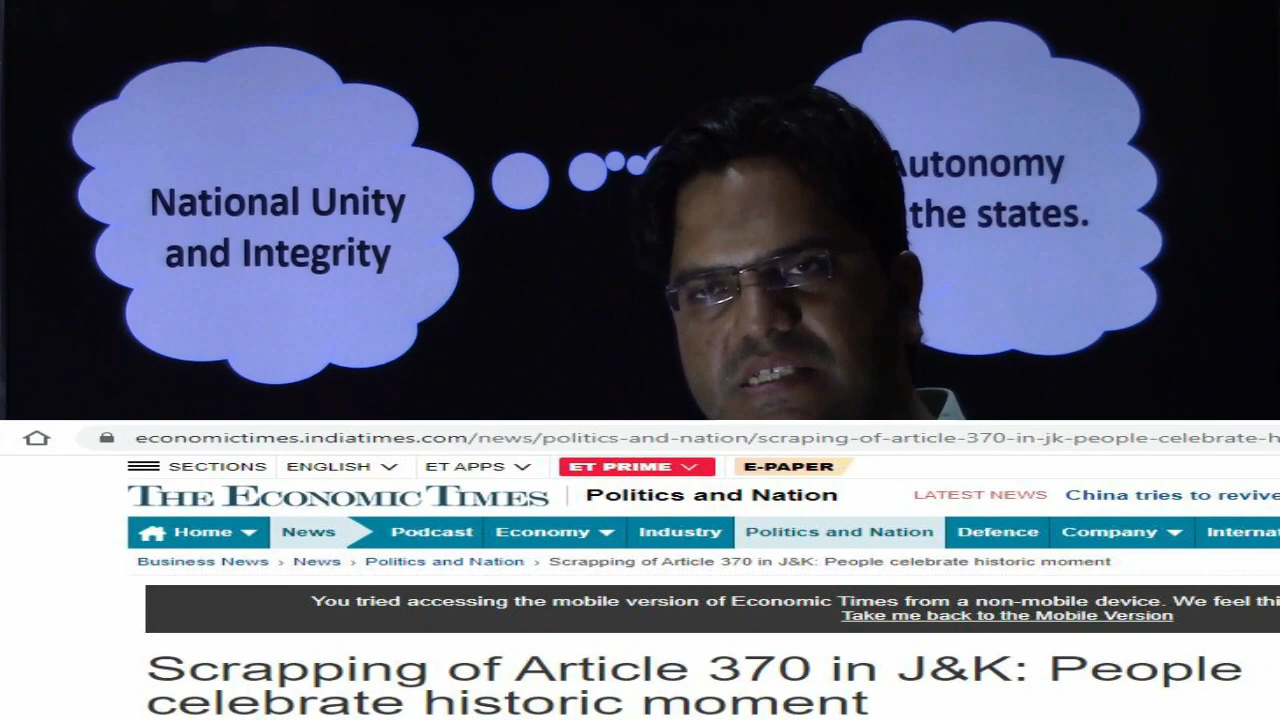 National Unity
and Integrity
Autonomy
the states.
economictimes.indiatimes.com/news/politics-and-nation/scraping-of-article-370-in-jk-people-celebrate-h
SECTIONS ENGLISH ET APPS ET PRIME E-PAPER
THE ECONOMIC TIMES Politics and Nation LATEST NEWS China tries to revive
Home News Podcast Economy Industry Politics and Nation Defence Company
Business News › News › Politics and Nation › Scrapping of Article 370 in J&K: People celebrate historic moment
You tried accessing the mobile version of Economic Times from a non-mobile device. We feel
Take me back to the Mobile Version
Scrapping of Article 370 in J&K: People
celebrate historic moment